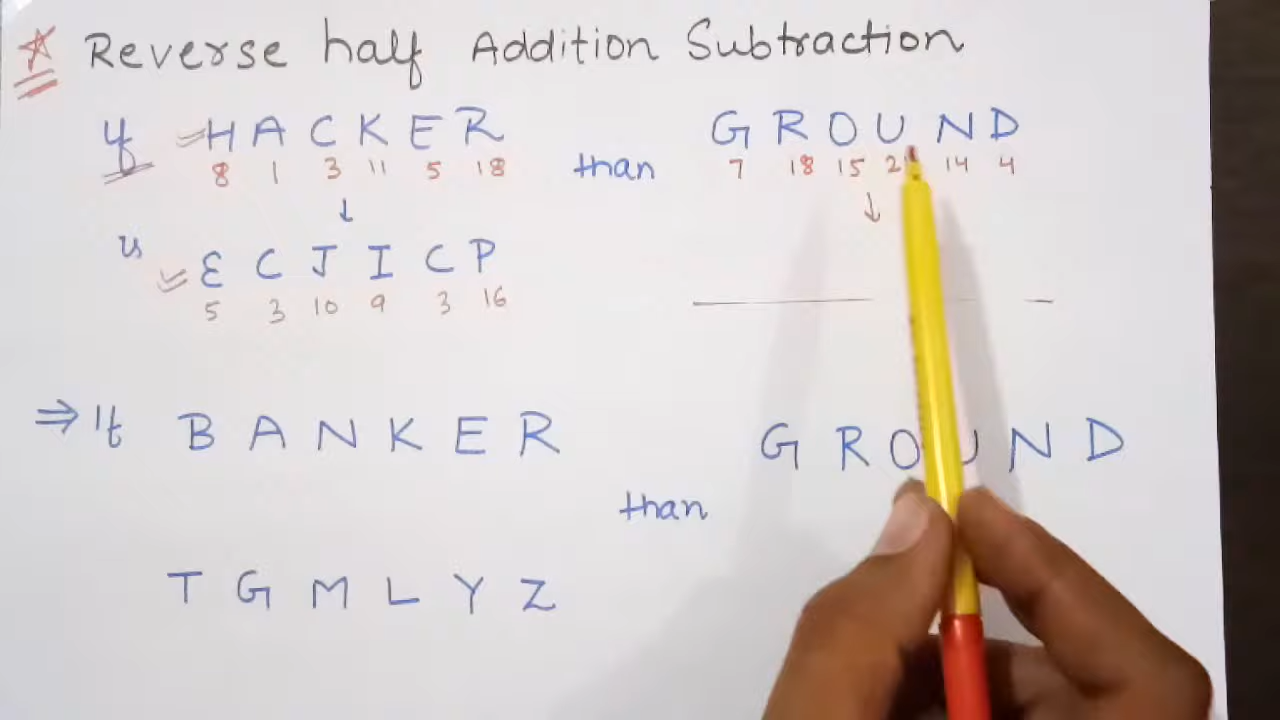 Reverse half Addition Subtraction
If HACKER than GROUND
8 1 3 11 5 18 7 18 15 14 4
↓ ↓
is ECJICP
5 3 10 9 3 16
⇒ If BANKER GROUND
than
TGMLYZ